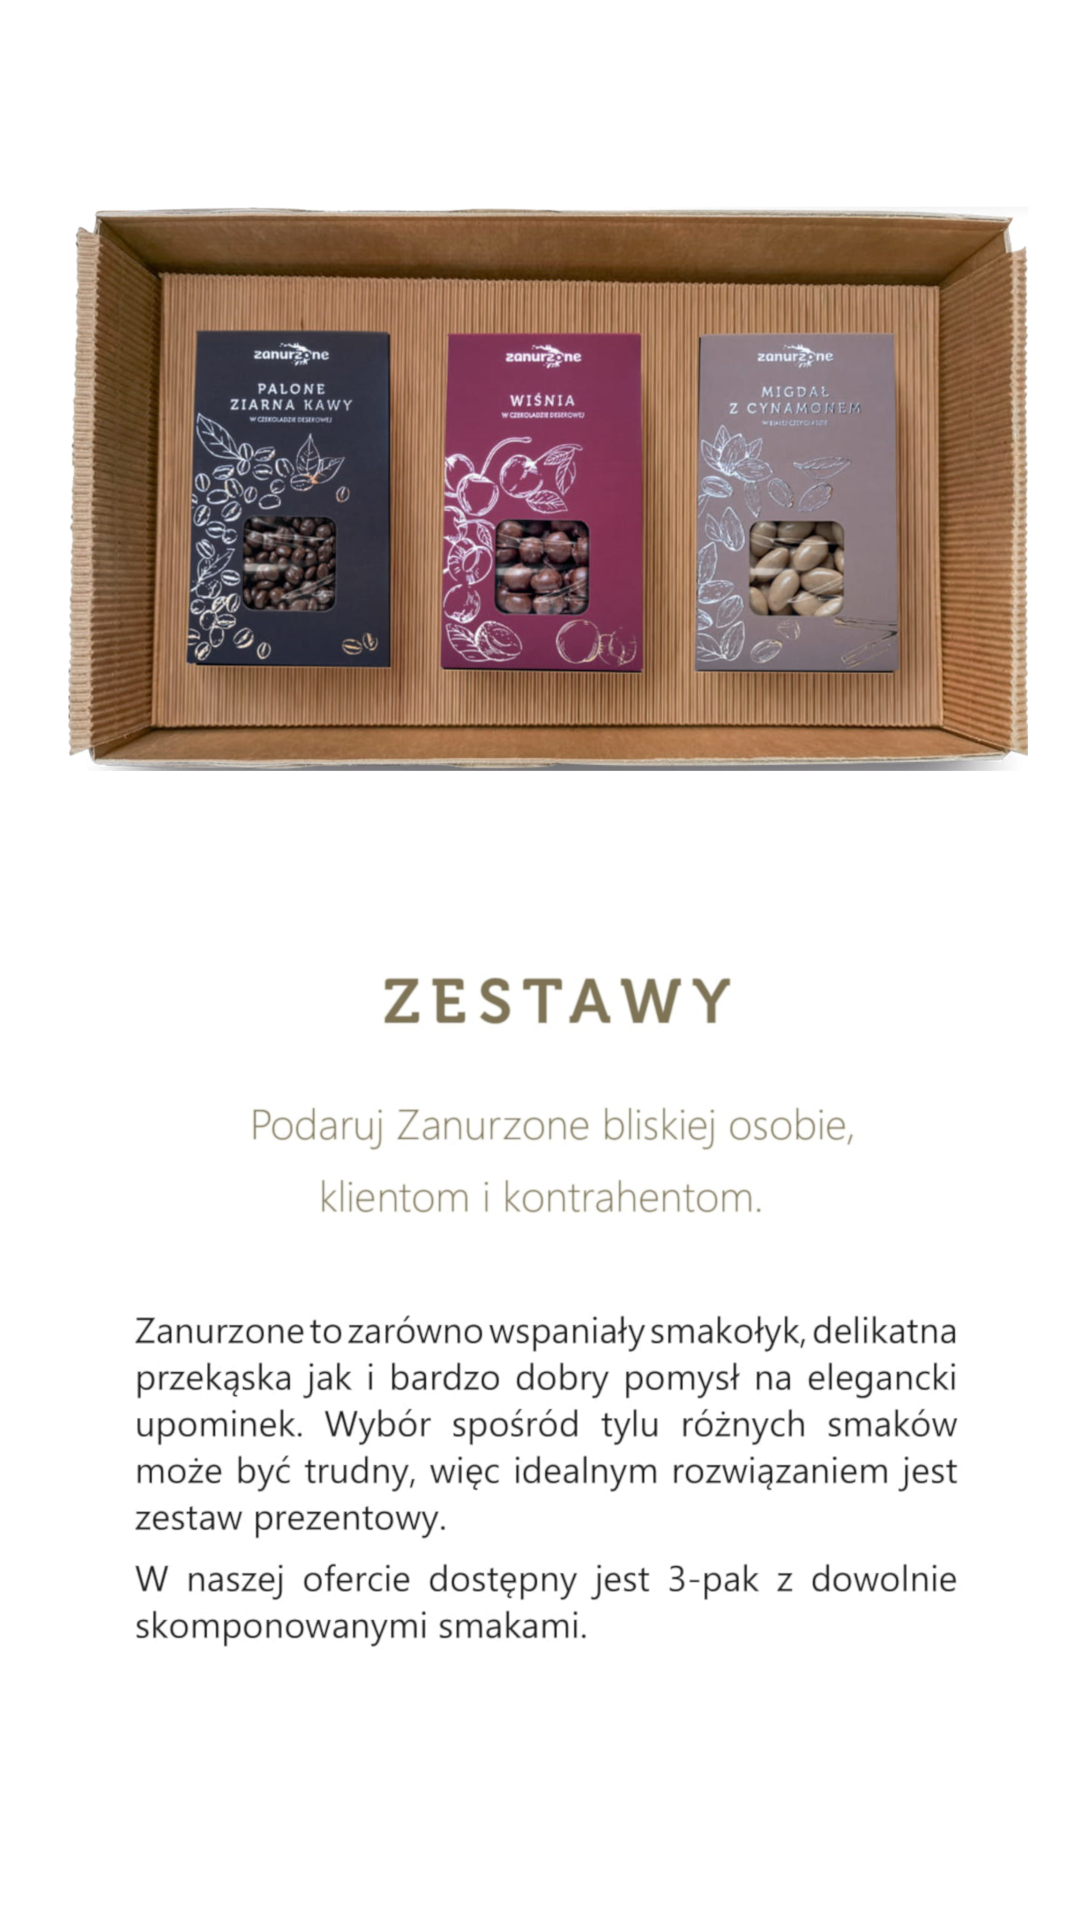 zanurzone
PALONE
ZIARNA KAWY
W CZEKOLADZIE DESEROWEJ
zanurzone
WIŚNIA
W CZEKOLADZIE DESEROWEJ
zanurzone
MIGDAŁ
Z CYNAMONEM
W BIAŁEJ CZEKOLADZIE
ZESTAWY
Podaruj Zanurzone bliskiej osobie,
klientom i kontrahentom.
Zanurzone to zarówno wspaniały smakołyk, delikatna
przekąska jak i bardzo dobry pomysł na elegancki
upominek. Wybór spośród tylu różnych smaków
może być trudny, więc idealnym rozwiązaniem jest
zestaw prezentowy.
W naszej ofercie dostępny jest 3-pak z dowolnie
skomponowanymi smakami.